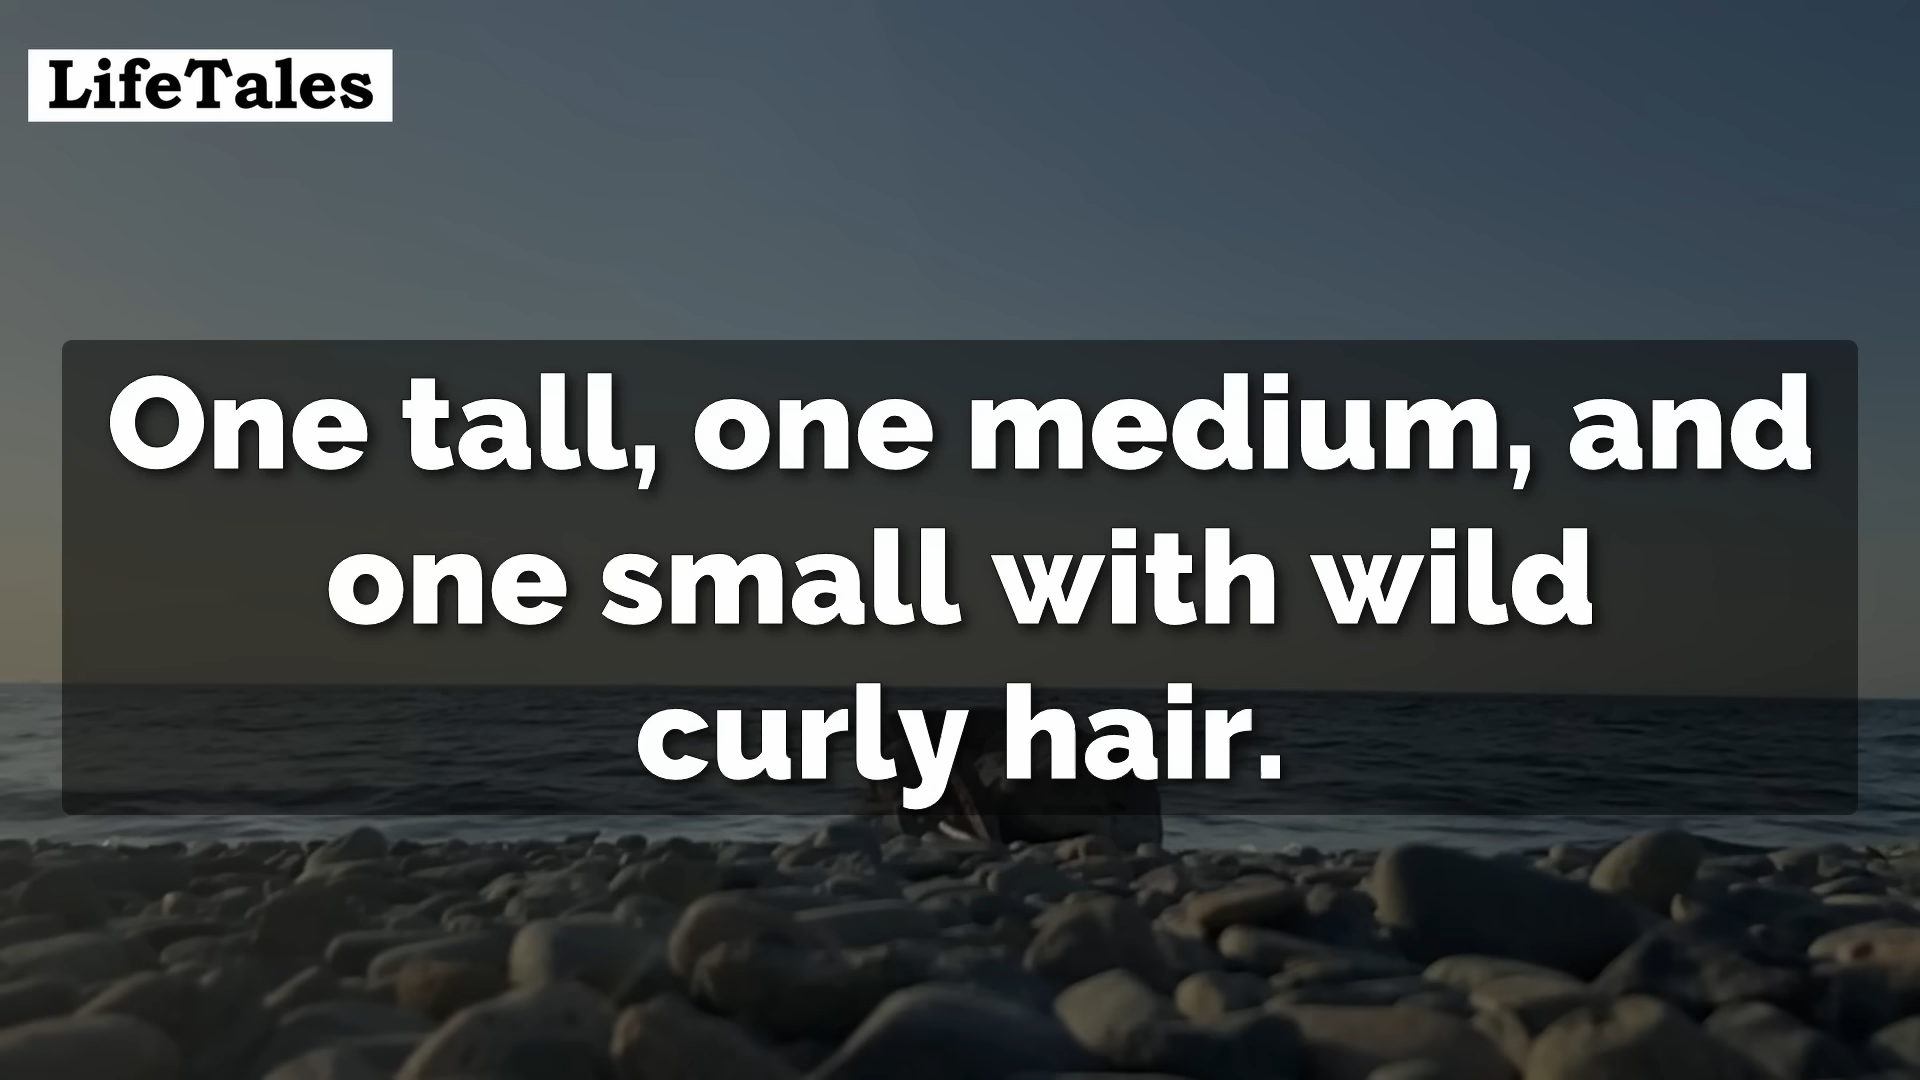 LifeTales
One tall, one medium, and
one small with wild
curly hair.